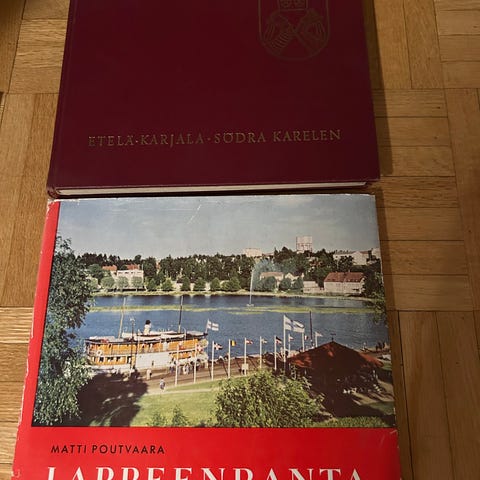 ETELÄ-KARJALA - SÖDRA KARELEN
MATTI POUTVAARA
LAPPEENRANTA